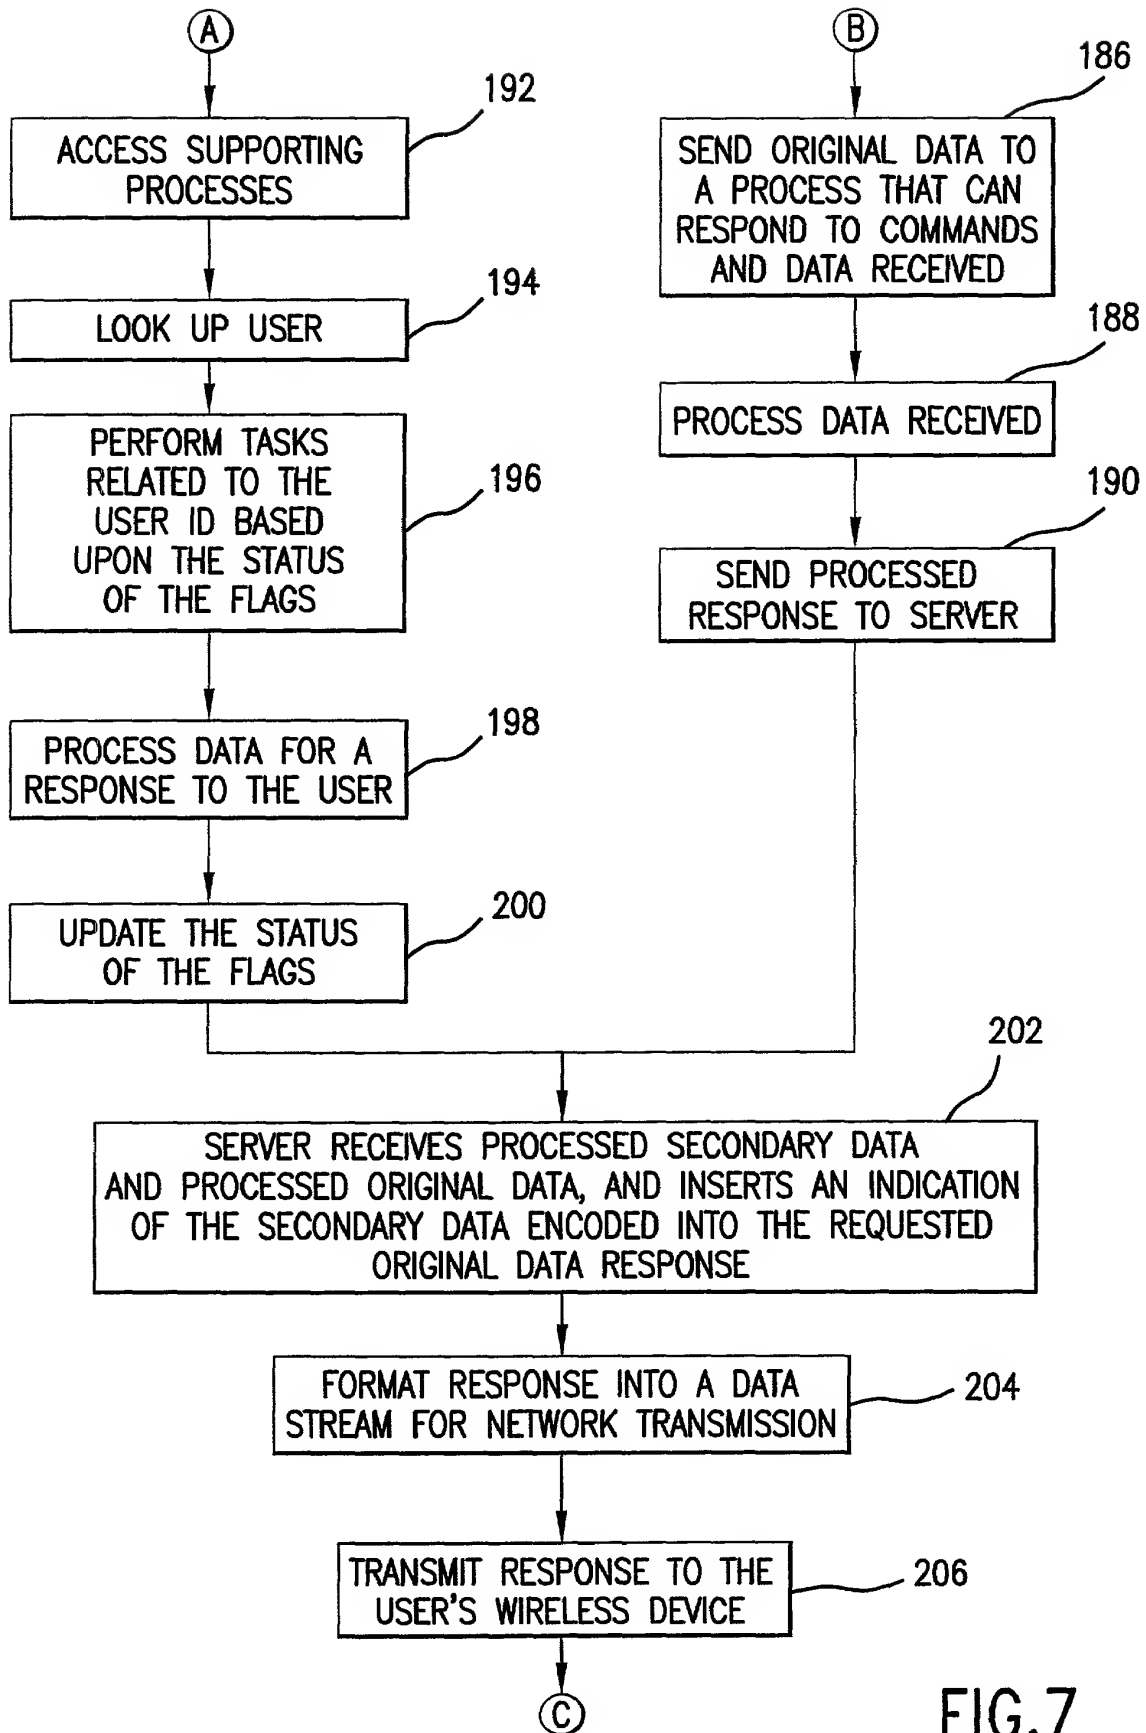 A
192
ACCESS SUPPORTING
PROCESSES
194
LOOK UP USER
PERFORM TASKS
RELATED TO THE
USER ID BASED
UPON THE STATUS
OF THE FLAGS
196
PROCESS DATA FOR A
RESPONSE TO THE USER
198
UPDATE THE STATUS
OF THE FLAGS
200
B
186
SEND ORIGINAL DATA TO
A PROCESS THAT CAN
RESPOND TO COMMANDS
AND DATA RECEIVED
188
PROCESS DATA RECEIVED
190
SEND PROCESSED
RESPONSE TO SERVER
202
SERVER RECEIVES PROCESSED SECONDARY DATA
AND PROCESSED ORIGINAL DATA, AND INSERTS AN INDICATION
OF THE SECONDARY DATA ENCODED INTO THE REQUESTED
ORIGINAL DATA RESPONSE
FORMAT RESPONSE INTO A DATA
STREAM FOR NETWORK TRANSMISSION
204
TRANSMIT RESPONSE TO THE
USER'S WIRELESS DEVICE
206
C
FIG.7